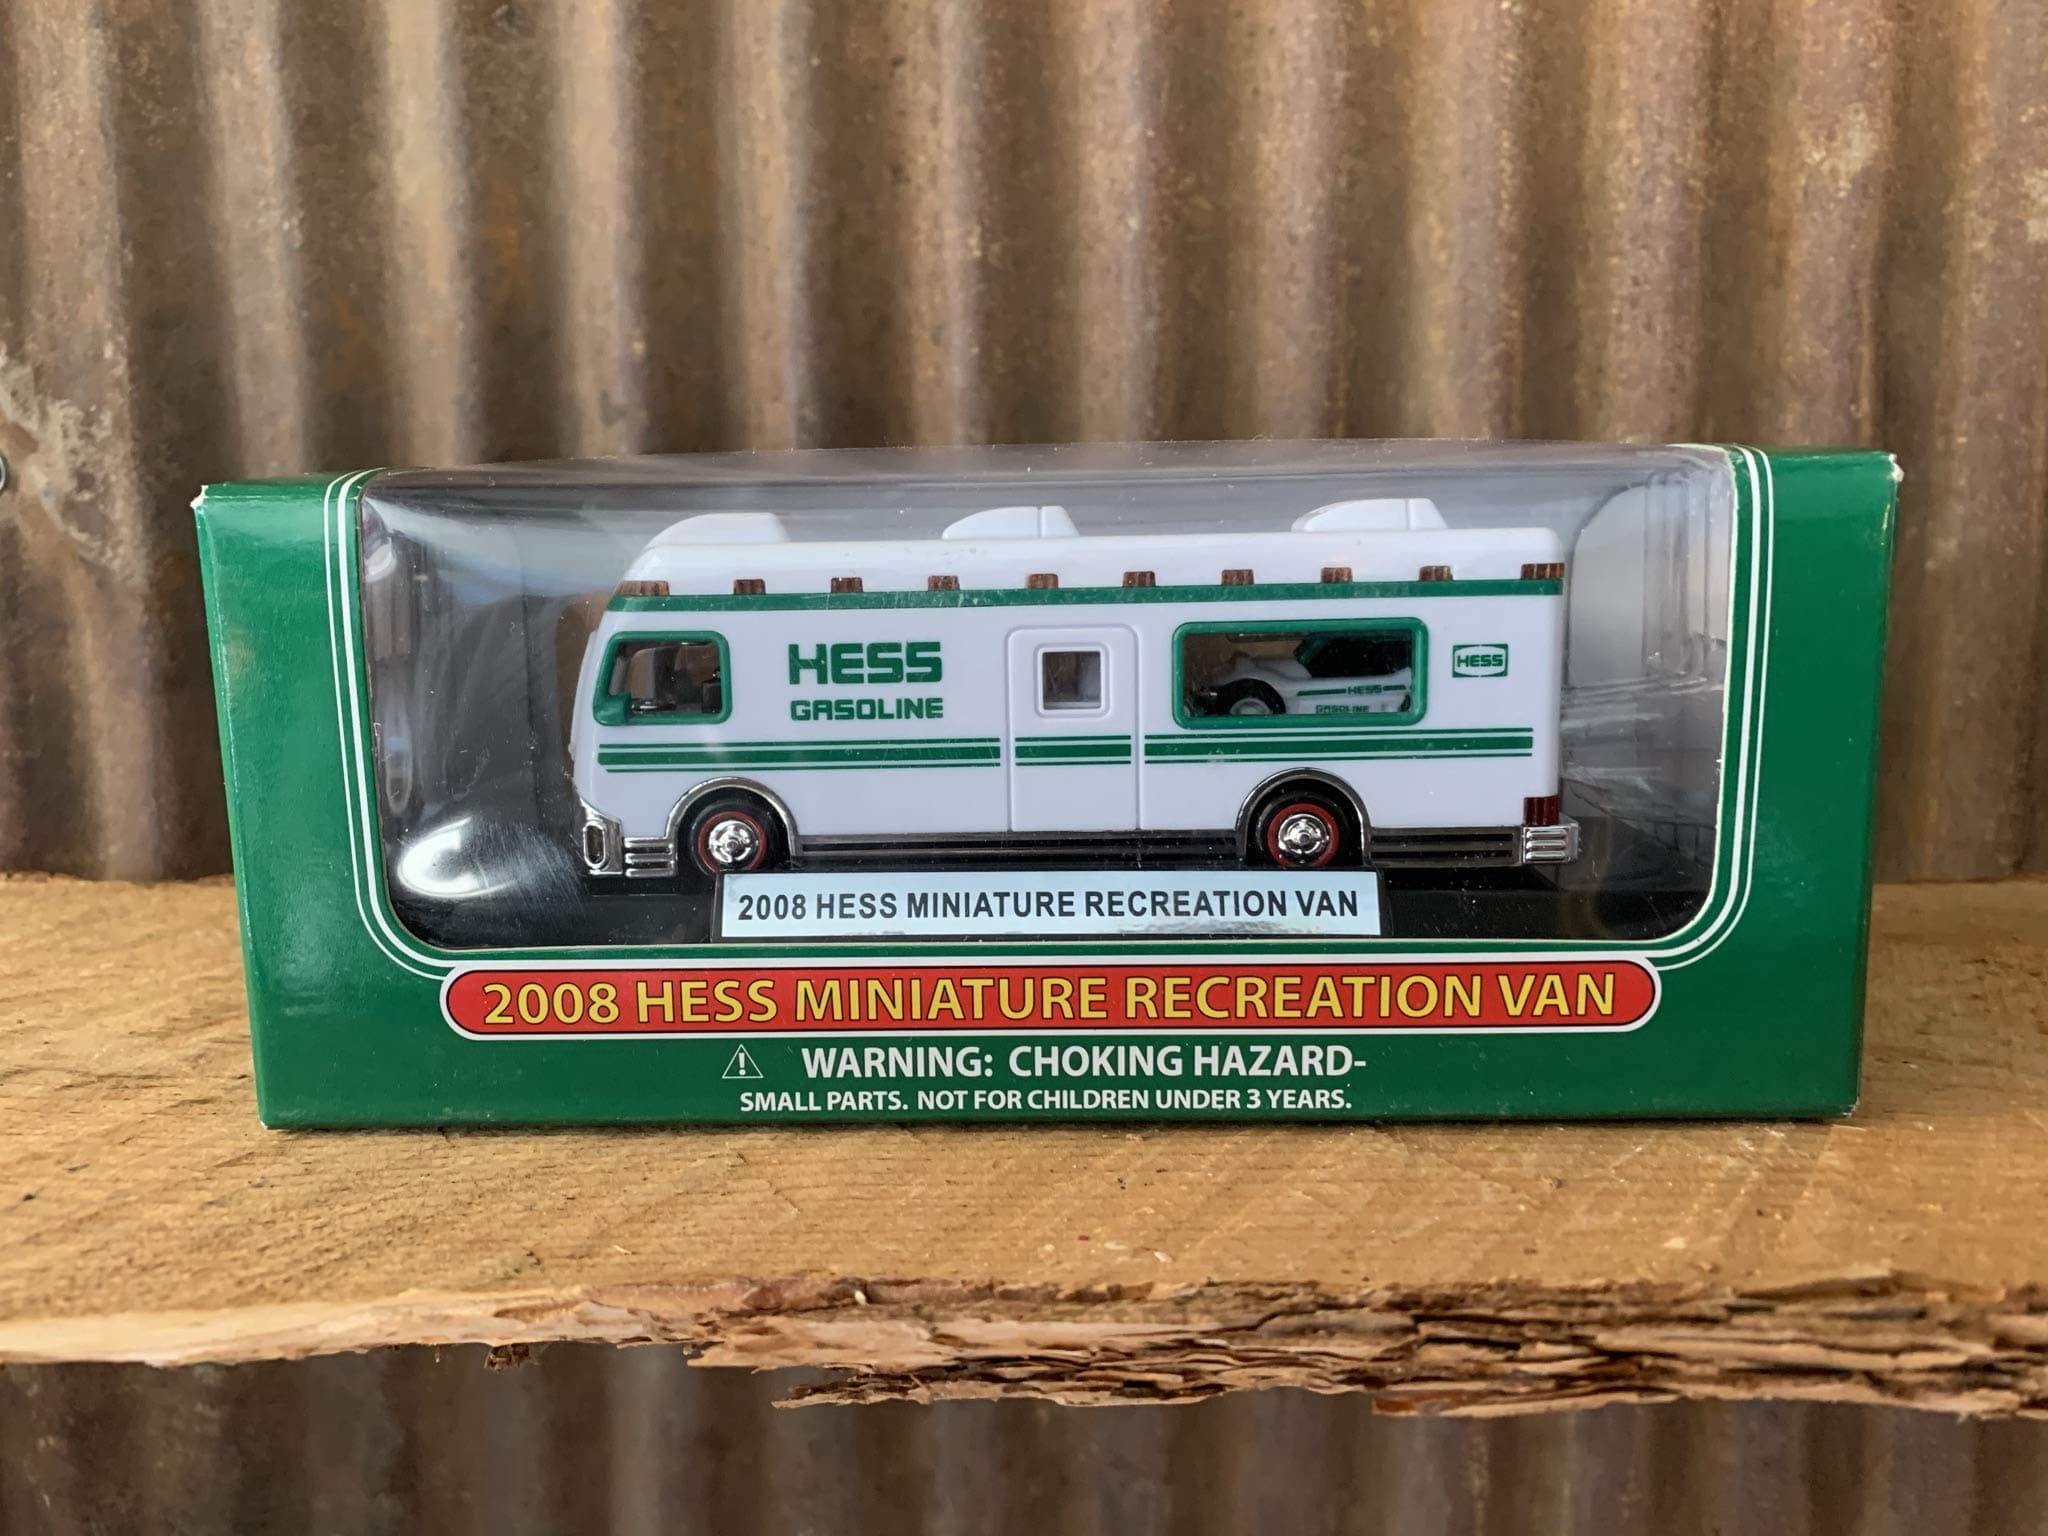 HESS
GASOLINE
HESS
GASOLINE
HESS
2008 HESS MINIATURE RECREATION VAN
2008 HESS MINIATURE RECREATION VAN
WARNING: CHOKING HAZARD-
SMALL PARTS. NOT FOR CHILDREN UNDER 3 YEARS.